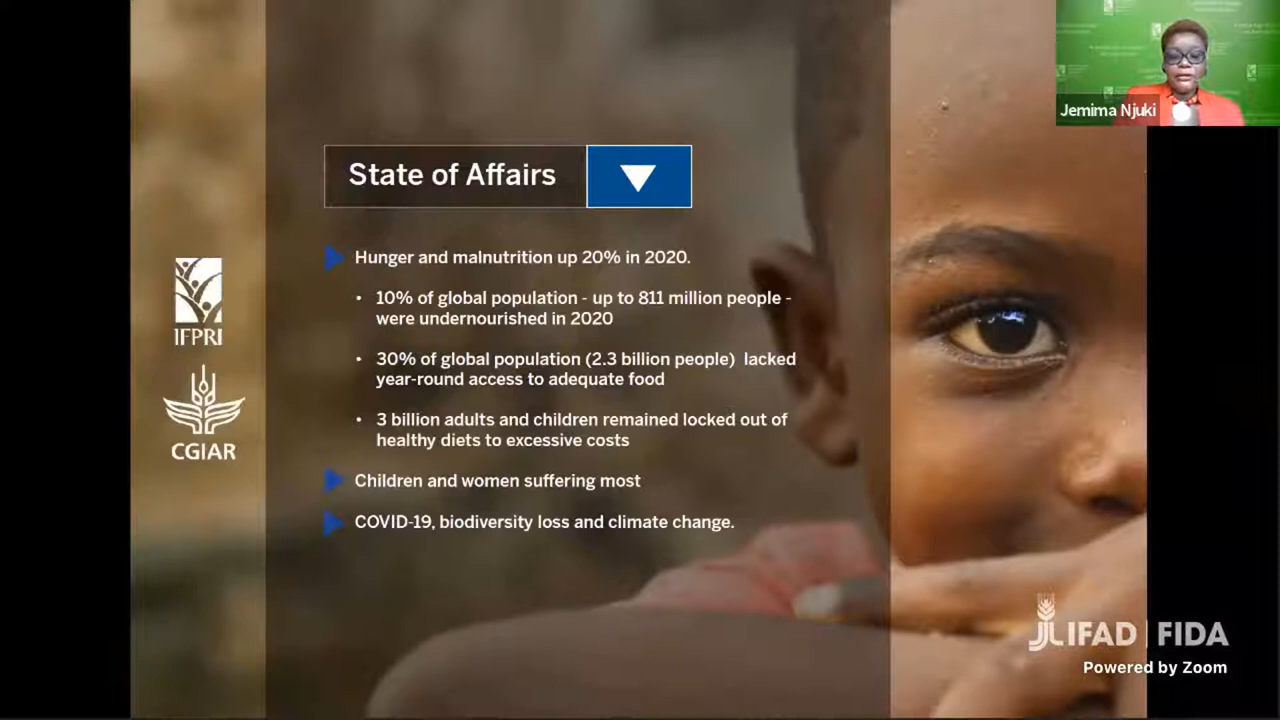 Jemima Njuki
State of Affairs
Hunger and malnutrition up 20% in 2020.
• 10% of global population - up to 811 million people -
were undernourished in 2020
• 30% of global population (2.3 billion people) lacked
year-round access to adequate food
• 3 billion adults and children remained locked out of
healthy diets to excessive costs
Children and women suffering most
COVID-19, biodiversity loss and climate change.
IFPRI
CGIAR
IFAD | FIDA
Powered by Zoom